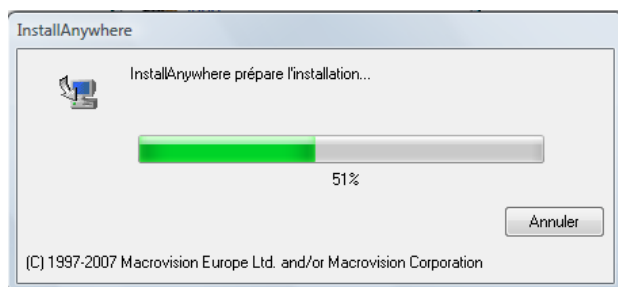 InstallAnywhere
InstallAnywhere prépare l'installation...
51%
Annuler
(C) 1997-2007 Macrovision Europe Ltd. and/or Macrovision Corporation